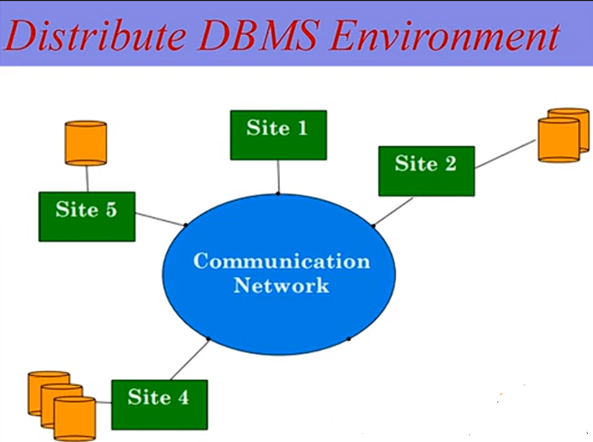 Distribute DBMS Environment
Site 1
Site 2
Site 5
Communication
Network
Site 4